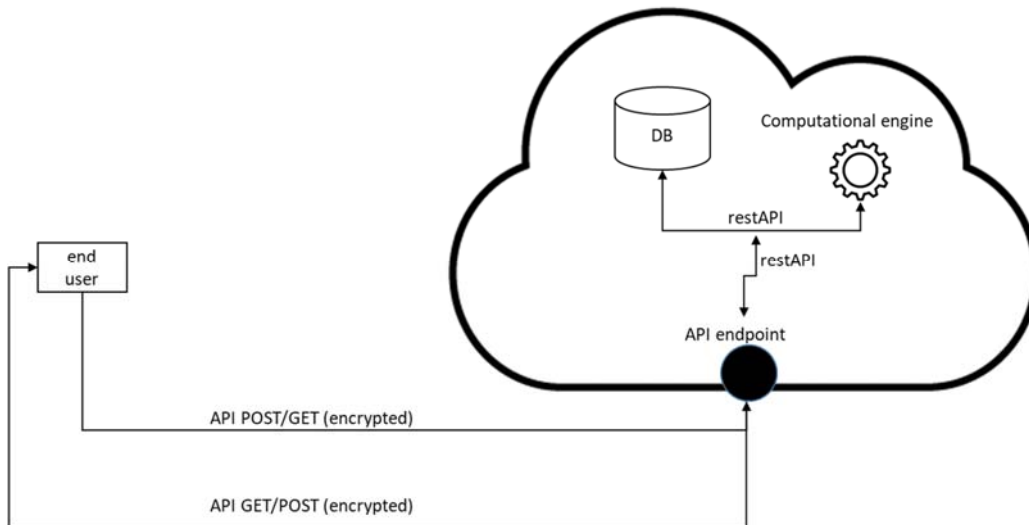 Computational engine
DB
restAPI
restAPI
end
user
API endpoint
API POST/GET (encrypted)
API GET/POST (encrypted)